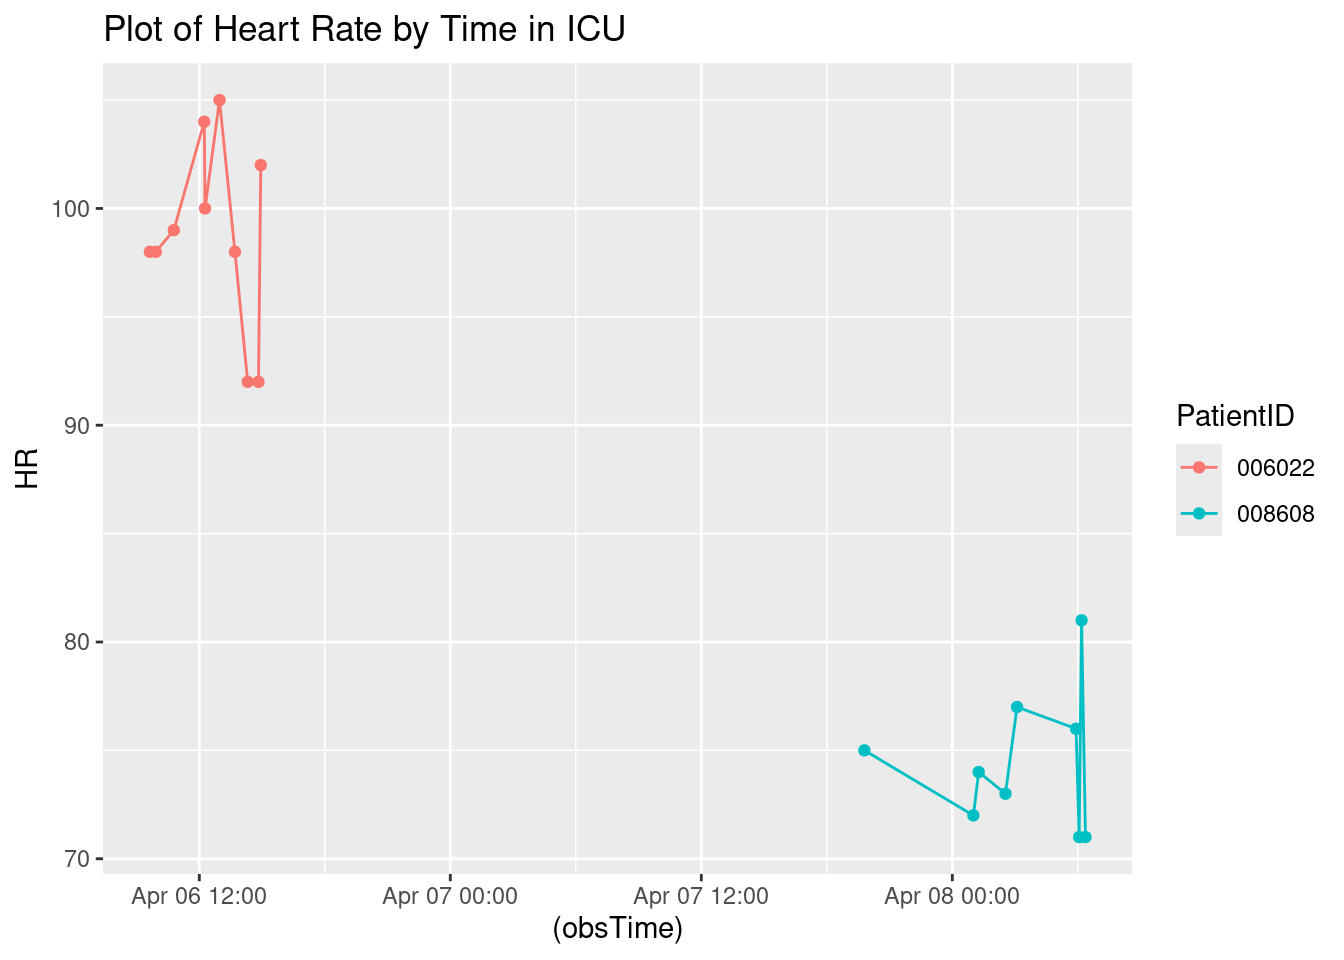 Plot of Heart Rate by Time in ICU
HR
100
90
80
70
Apr 06 12:00
Apr 07 00:00
Apr 07 12:00
Apr 08 00:00
(obsTime)
PatientID
006022
008608